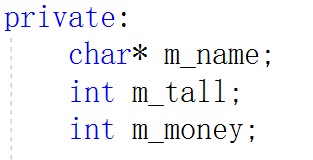 private:
    char* m_name;
    int m_tall;
    int m_money;